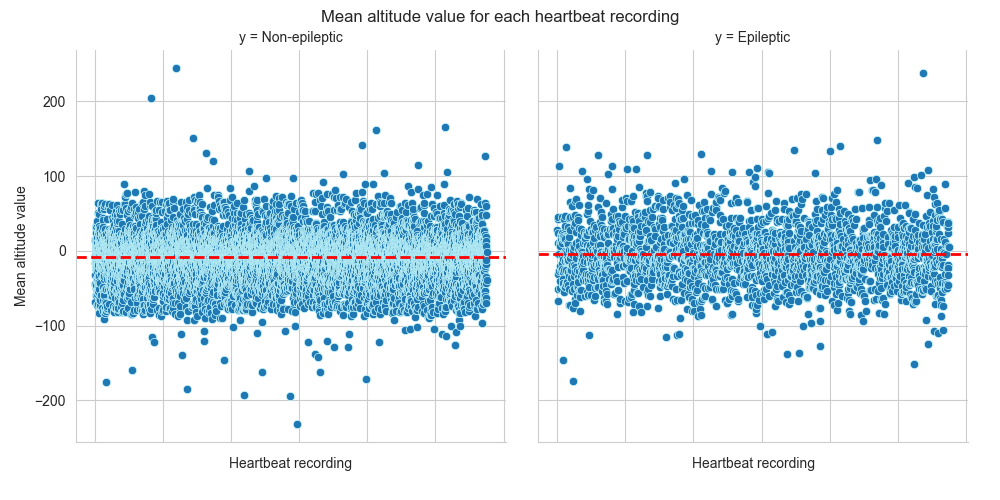 Mean altitude value for each heartbeat recording
y = Non-epileptic
y = Epileptic
Mean altitude value
200
100
0
−100
−200
Heartbeat recording
Heartbeat recording